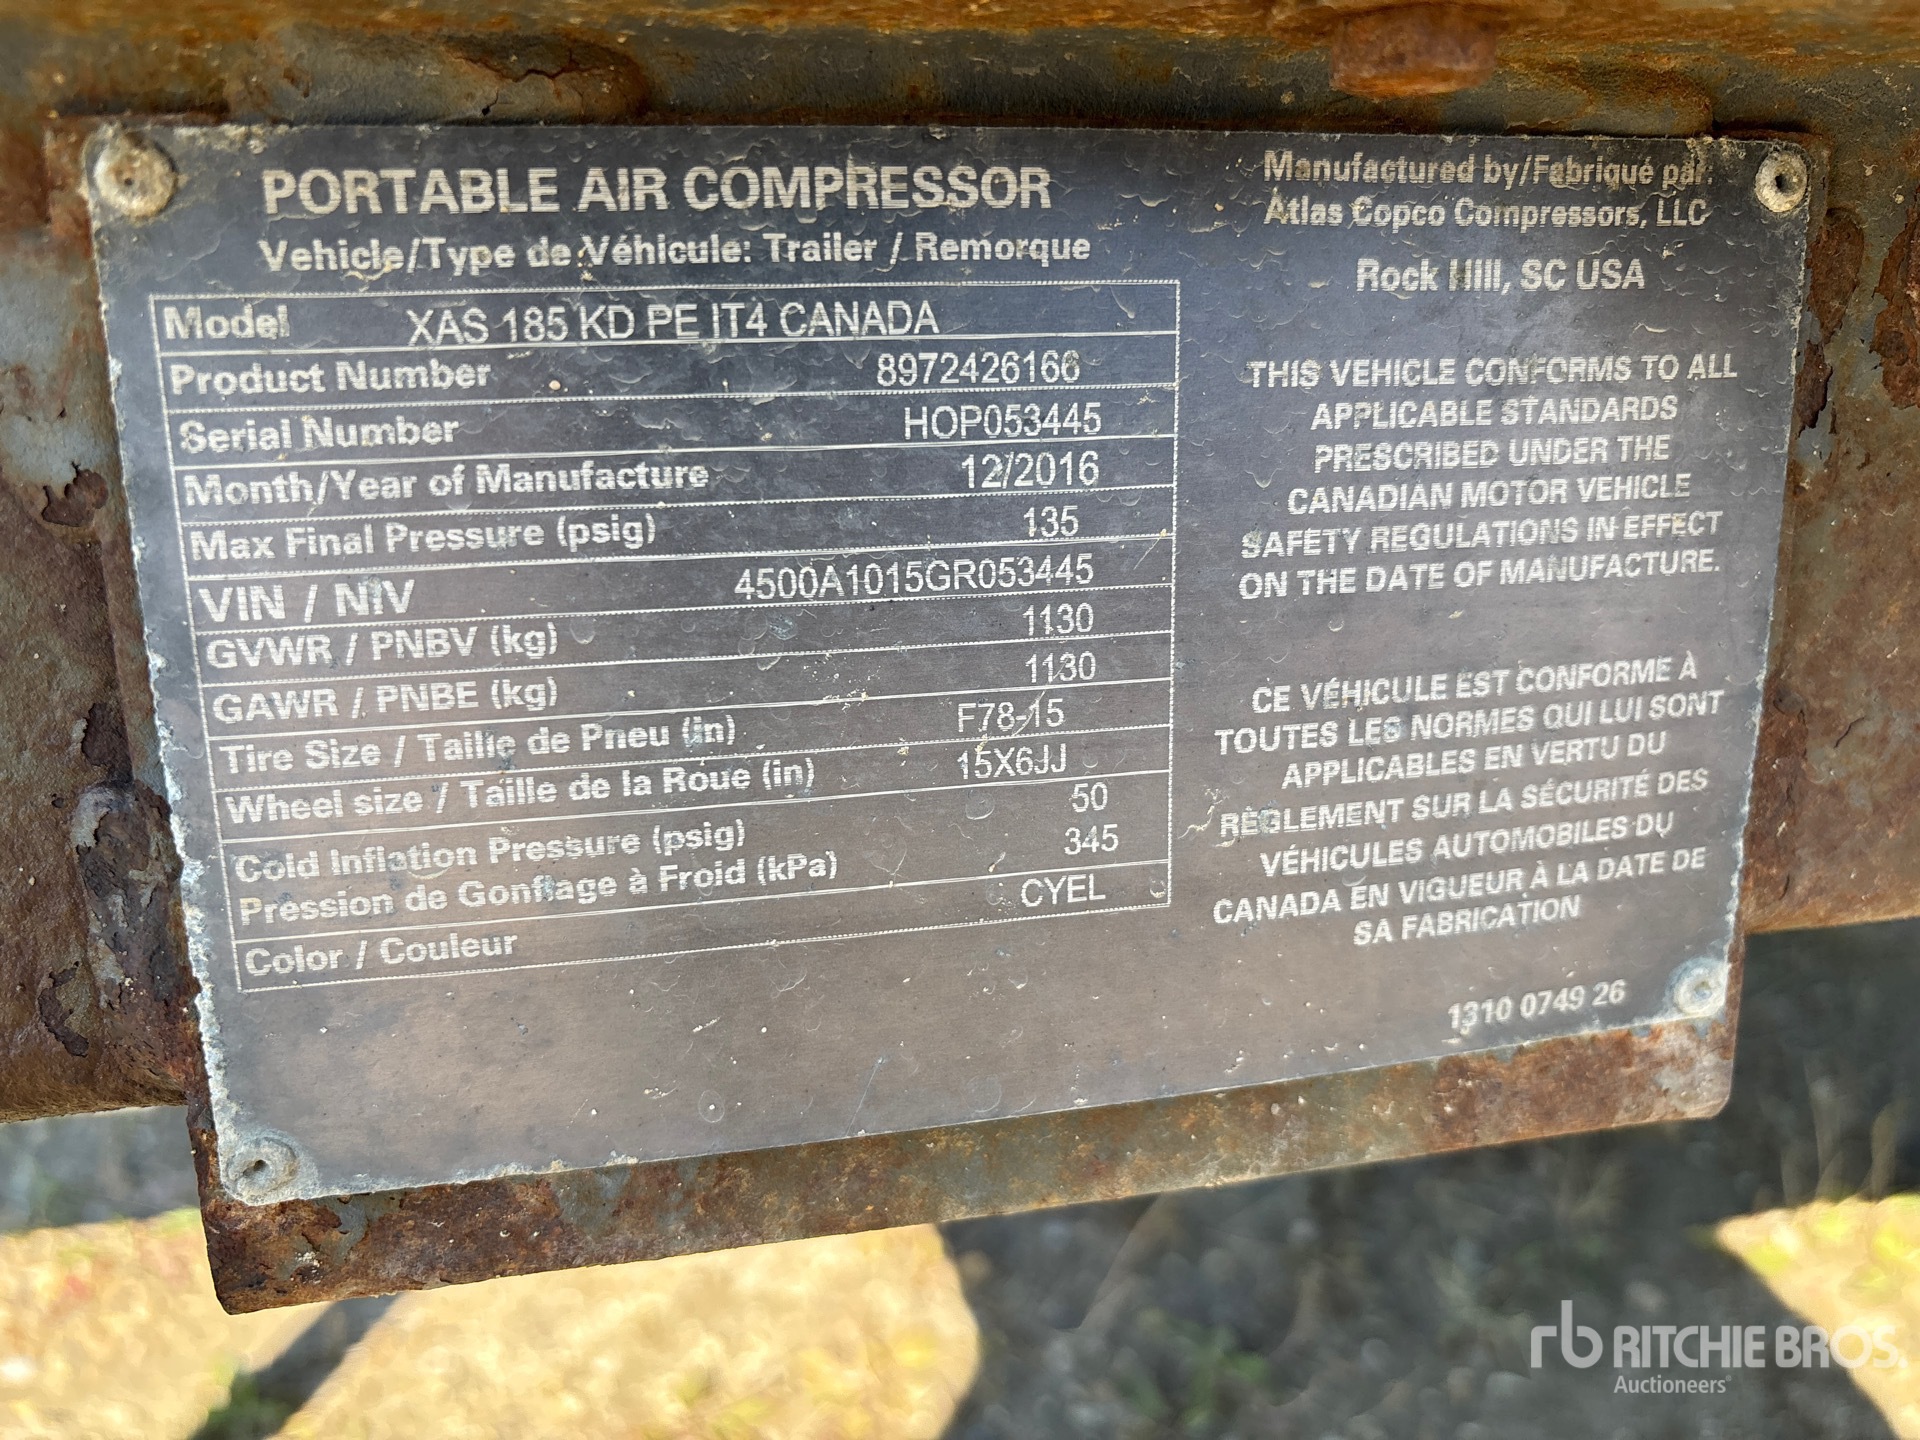 PORTABLE AIR COMPRESSOR
Vehicle/Type de Véhicule: Trailer / Remorque
Model XAS 185 KD PE IT4 CANADA
Product Number 8972426166
Serial Number HOP053445
Month/Year of Manufacture 12/2016
Max Final Pressure (psig) 135
VIN / NIV 4500A1015GR053445
GVWR / PNBV (kg) 1130
GAWR / PNBE (kg) 1130
Tire Size / Taille de Pneu (in) F78-15
Wheel size / Taille de la Roue (in) 15X6JJ
Cold Inflation Pressure (psig) 50
Pression de Gonflage à Froid (kPa) 345
Color / Couleur CYEL
Manufactured by/Fabriqué par:
Atlas Copco Compressors, LLC
Rock Hill, SC USA
THIS VEHICLE CONFORMS TO ALL
APPLICABLE STANDARDS
PRESCRIBED UNDER THE
CANADIAN MOTOR VEHICLE
SAFETY REGULATIONS IN EFFECT
ON THE DATE OF MANUFACTURE.
CE VÉHICULE EST CONFORME À
TOUTES LES NORMES QUI LUI SONT
APPLICABLES EN VERTU DU
RÈGLEMENT SUR LA SÉCURITÉ DES
VÉHICULES AUTOMOBILES DU
CANADA EN VIGUEUR À LA DATE DE
SA FABRICATION
1310 0749 26
rb RITCHIE BROS.
Auctioneers